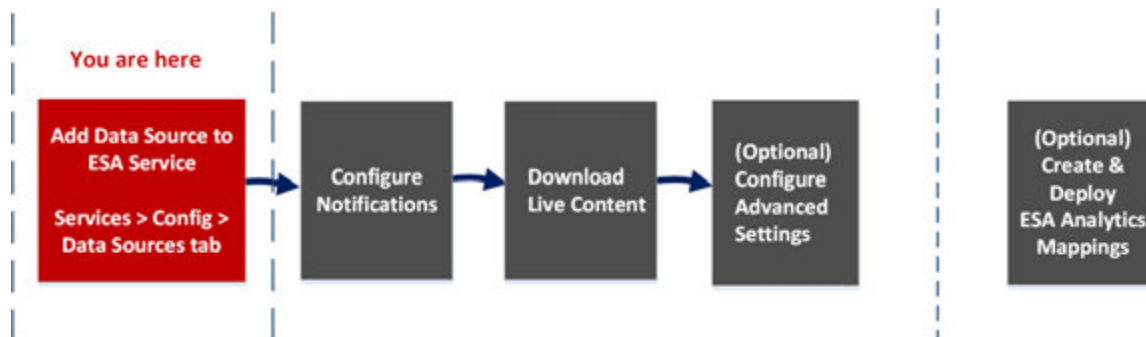 You are here
Add Data Source to
ESA Service
Services > Config >
Data Sources tab
Configure
Notifications
Download
Live Content
(Optional)
Configure
Advanced
Settings
(Optional)
Create &
Deploy
ESA Analytics
Mappings